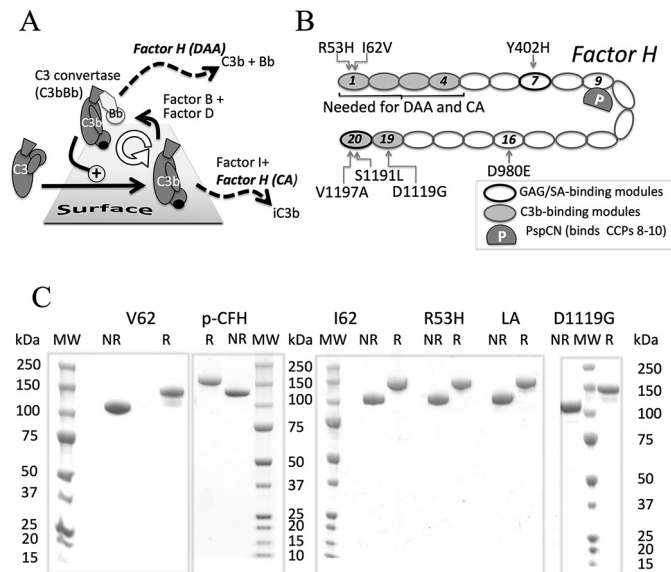 A
Factor H (DAA)
C3b + Bb
C3 convertase
(C3bBb)
Bb
C3b
Factor B +
Factor D
C3
+
C3b
Factor I+
Factor H (CA)
iC3b
Surface
B
R53H I62V
Y402H
Factor H
1
4
7
9
P
Needed for DAA and CA
20
19
16
S1191L
V1197A
D1119G
D980E
GAG/SA-binding modules
C3b-binding modules
P
PspCN (binds CCPs 8-10)
C
V62 p-CFH I62 R53H LA D1119G
kDa MW NR R R NR MW kDa MW NR R NR R NR R NR MW R kDa
250
150
100
75
50
37
25
20
15
250
150
100
75
50
37
25
20
15
10
250
150
100
75
50
37
25
20
15